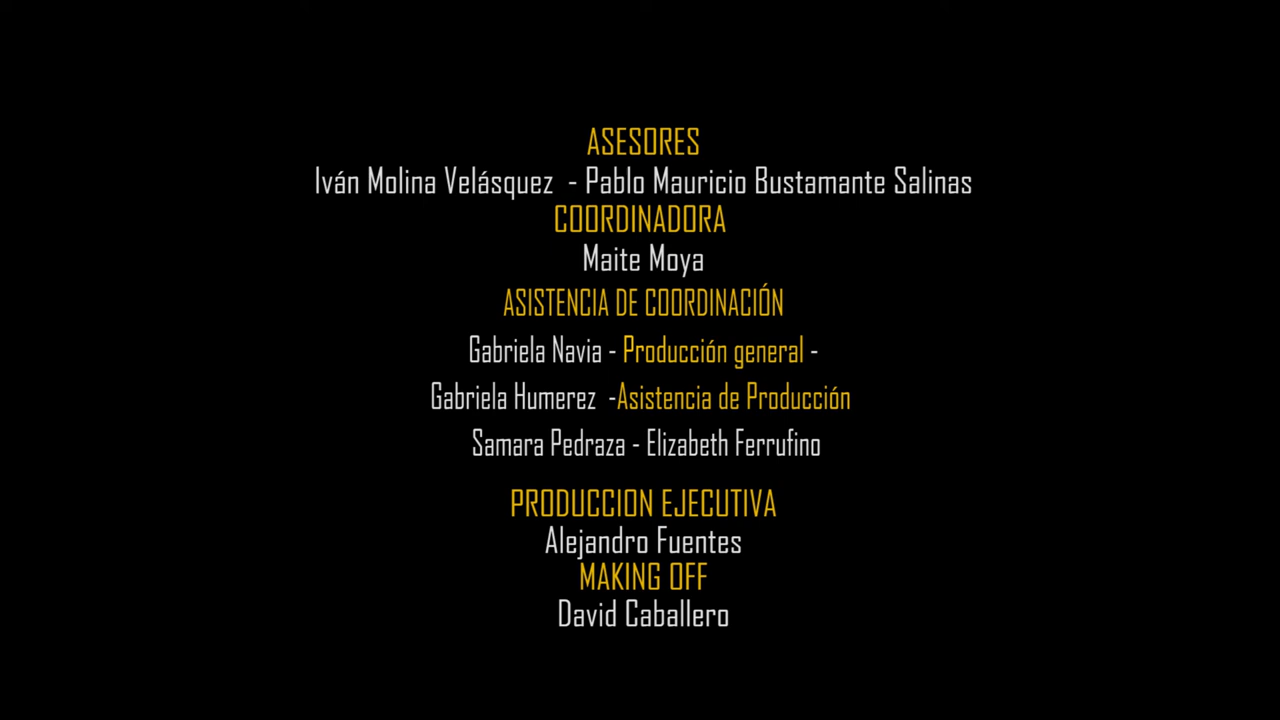 ASESORES
Iván Molina Velásquez - Pablo Mauricio Bustamante Salinas
COORDINADORA
Maite Moya
ASISTENCIA DE COORDINACIÓN
Gabriela Navia - Producción general -
Gabriela Humerez -Asistencia de Producción
Samara Pedraza - Elizabeth Ferrufino
PRODUCCION EJECUTIVA
Alejandro Fuentes
MAKING OFF
David Caballero